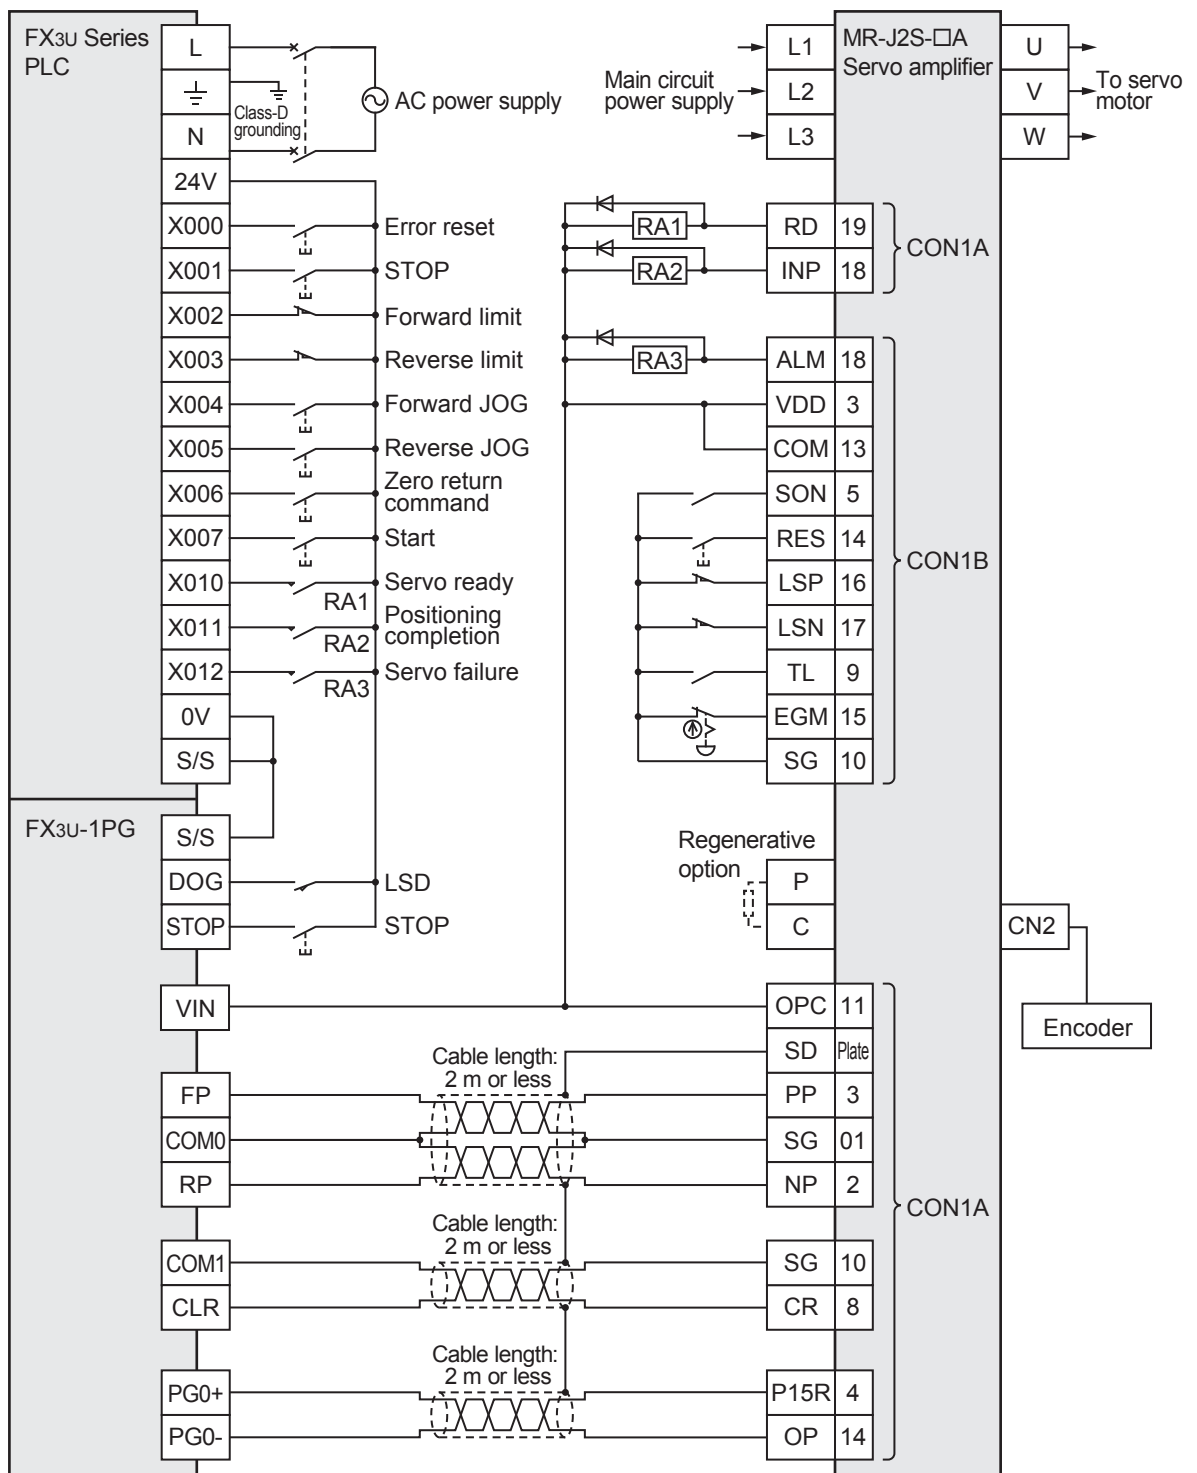 FX3U Series
PLC
L
N
24V
X000
X001
X002
X003
X004
X005
X006
X007
X010
X011
X012
0V
S/S
Class-D
grounding
AC power supply
Error reset
STOP
Forward limit
Reverse limit
Forward JOG
Reverse JOG
Zero return
command
Start
Servo ready
RA1
Positioning
completion
RA2
Servo failure
RA3
FX3U-1PG
S/S
DOG
STOP
VIN
FP
COM0
RP
COM1
CLR
PG0+
PG0-
LSD
STOP
Cable length:
2 m or less
Cable length:
2 m or less
Cable length:
2 m or less
Main circuit
power supply
L1
L2
L3
MR-J2S-□A
Servo amplifier
U
V
W
To servo
motor
RA1
RA2
RA3
RD 19
INP 18
CON1A
ALM 18
VDD 3
COM 13
SON 5
RES 14
LSP 16
LSN 17
TL 9
EGM 15
SG 10
CON1B
Regenerative
option
P
C
CN2
Encoder
OPC 11
SD Plate
PP 3
SG 01
NP 2
SG 10
CR 8
P15R 4
OP 14
CON1A